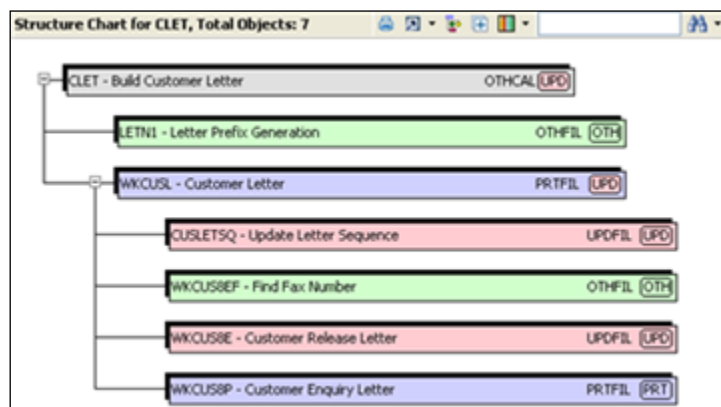 Structure Chart for CLET, Total Objects: 7
CLET - Build Customer Letter OTHCAL UPD
LETN1 - Letter Prefix Generation OTHFIL OTH
WKCUSL - Customer Letter PRTFIL UPD
CUSLETSQ - Update Letter Sequence UPDFIL UPD
WKCUS8EF - Find Fax Number OTHFIL OTH
WKCUS8E - Customer Release Letter UPDFIL UPD
WKCUS8P - Customer Enquiry Letter PRTFIL PRT